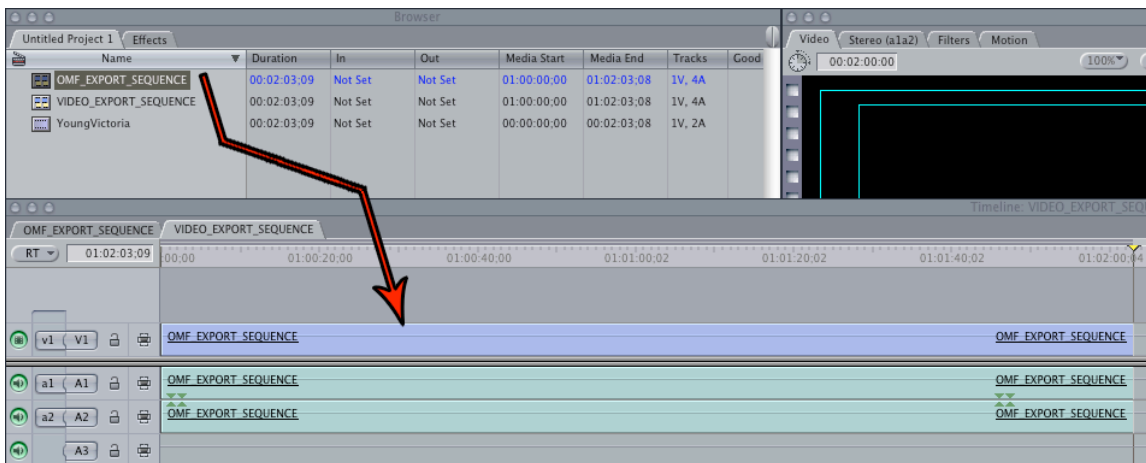 Browser
Untitled Project 1 Effects
Name Duration In Out Media Start Media End Tracks Good
OMF_EXPORT_SEQUENCE 00:02:03;09 Not Set Not Set 01:00:00;00 01:02:03;08 1V, 4A
VIDEO_EXPORT_SEQUENCE 00:02:03;09 Not Set Not Set 01:00:00;00 01:02:03;08 1V, 4A
YoungVictoria 00:02:03;09 Not Set Not Set 00:00:00;00 00:02:03;08 1V, 2A
Video Stereo (a1a2) Filters Motion
00:02:00:00 100%
Timeline: VIDEO_EXPORT_SEQ
OMF_EXPORT_SEQUENCE VIDEO_EXPORT_SEQUENCE
RT 01:02:03;09 00;00 01:00:20;00 01:00:40;00 01:01:00;02 01:01:20;02 01:01:40;02 01:02:00;04
v1 V1 OMF_EXPORT_SEQUENCE OMF_EXPORT_SEQUENCE
a1 A1 OMF_EXPORT_SEQUENCE OMF_EXPORT_SEQUENCE
a2 A2 OMF_EXPORT_SEQUENCE OMF_EXPORT_SEQUENCE
A3